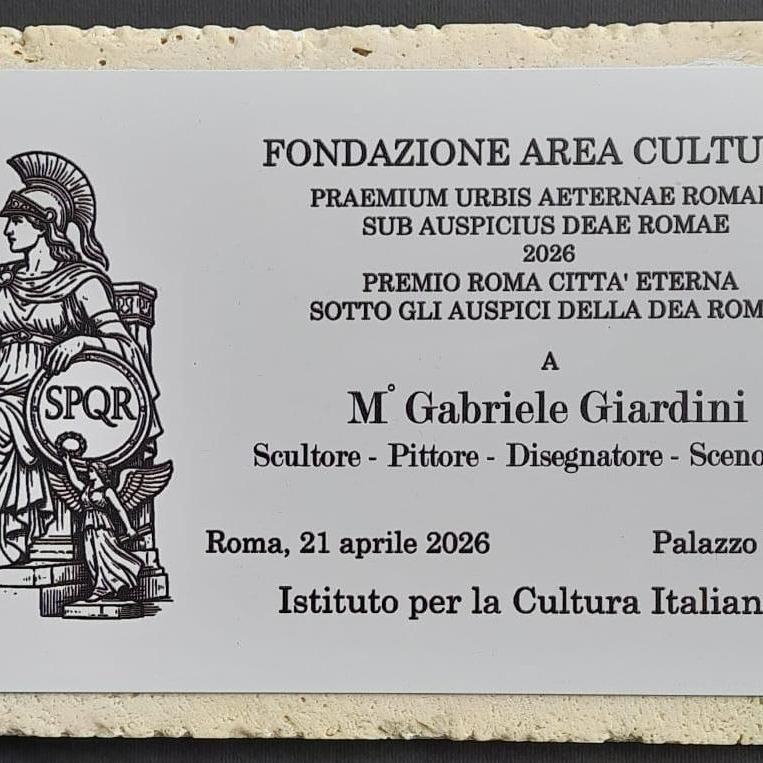 FONDAZIONE AREA CULTU
PRAEMIUM URBIS AETERNAE ROMAE
SUB AUSPICIUS DEAE ROMAE
2026
PREMIO ROMA CITTA' ETERNA
SOTTO GLI AUSPICI DELLA DEA ROM
A
M° Gabriele Giardini
Scultore - Pittore - Disegnatore - Sceno
Roma, 21 aprile 2026 Palazzo
Istituto per la Cultura Italian
SPQR